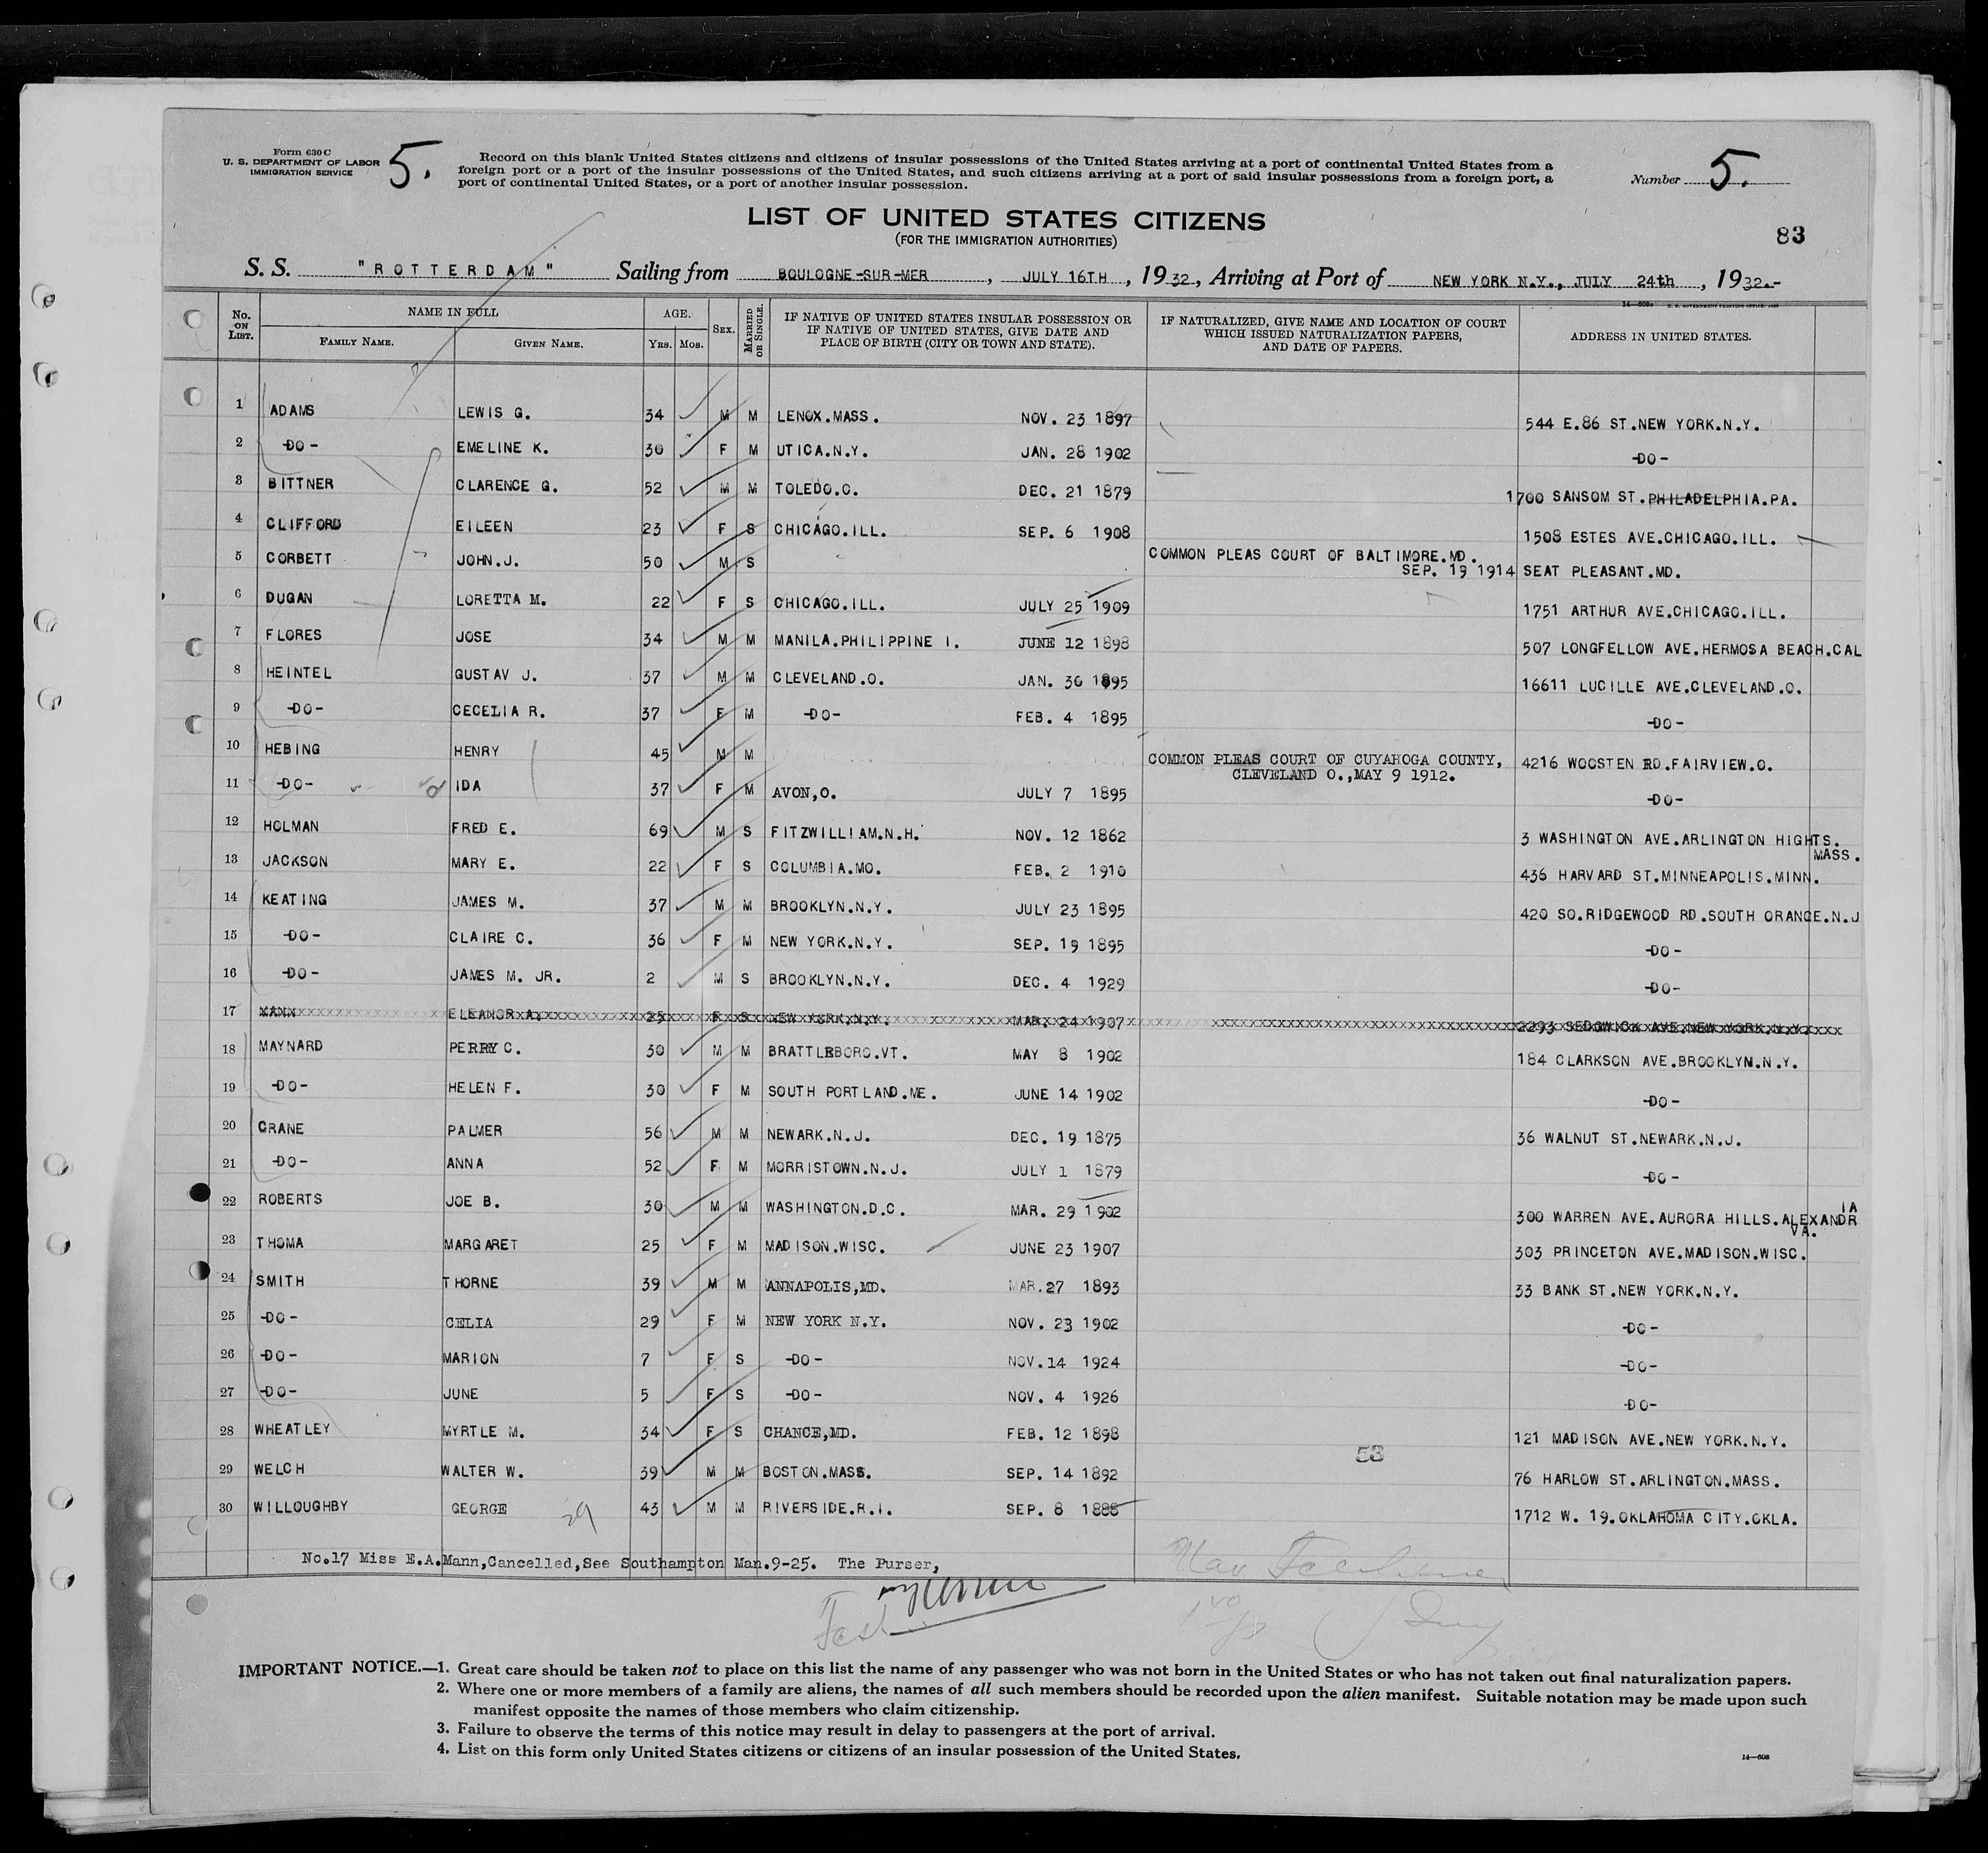 Form 630 C
U. S. DEPARTMENT OF LABOR
IMMIGRATION SERVICE
5.
Record on this blank United States citizens and citizens of insular possessions of the United States arriving at a port of continental United States from a
foreign port or a port of the insular possessions of the United States, and such citizens arriving at a port of said insular possessions from a foreign port, a
port of continental United States, or a port of another insular possession.
Number 5.
LIST OF UNITED STATES CITIZENS
(FOR THE IMMIGRATION AUTHORITIES)
83
S. S. "ROTTERDAM" Sailing from BOULOGNE-SUR-MER, JULY 16TH, 1932, Arriving at Port of NEW YORK N.Y., JULY 24th, 1932.-
No. ON LIST. NAME IN FULL FAMILY NAME. GIVEN NAME. AGE. YRS. MOS. SEX. MARRIED OR SINGLE. IF NATIVE OF UNITED STATES INSULAR POSSESSION OR IF NATIVE OF UNITED STATES, GIVE DATE AND PLACE OF BIRTH (CITY OR TOWN AND STATE). IF NATURALIZED, GIVE NAME AND LOCATION OF COURT WHICH ISSUED NATURALIZATION PAPERS, AND DATE OF PAPERS. ADDRESS IN UNITED STATES.
1 ADAMS LEWIS G. 34 M M LENOX.MASS. NOV. 23 1897 544 E.86 ST.NEW YORK.N.Y.
2 -DO- EMELINE K. 30 F M UTICA.N.Y. JAN. 28 1902 -DO-
3 BITTNER CLARENCE G. 52 M M TOLEDO.O. DEC. 21 1879 1700 SANSOM ST.PHILADELPHIA.PA.
4 CLIFFORD EILEEN 23 F S CHICAGO.ILL. SEP. 6 1908 1508 ESTES AVE.CHICAGO.ILL.
5 CORBETT JOHN.J. 50 M S COMMON PLEAS COURT OF BALTIMORE.MD. SEP. 19 1914 SEAT PLEASANT.MD.
6 DUGAN LORETTA M. 22 F S CHICAGO.ILL. JULY 25 1909 1751 ARTHUR AVE.CHICAGO.ILL.
7 FLORES JOSE 34 M M MANILA.PHILIPPINE I. JUNE 12 1898 507 LONGFELLOW AVE.HERMOSA BEACH.CAL
8 HEINTEL GUSTAV J. 37 M M CLEVELAND.O. JAN. 30 1895 16611 LUCILLE AVE.CLEVELAND.O.
9 -DO- CECELIA R. 37 F M -DO- FEB. 4 1895 -DO-
10 HEBING HENRY 45 M M COMMON PLEAS COURT OF CUYAHOGA COUNTY, CLEVELAND O.,MAY 9 1912. 4216 WOOSTEN RD.FAIRVIEW.O.
11 -DO- IDA 37 F M AVON,O. JULY 7 1895 -DO-
12 HOLMAN FRED E. 69 M S FITZWILLIAM.N.H. NOV. 12 1862 3 WASHINGTON AVE.ARLINGTON HIGHTS. MASS.
13 JACKSON MARY E. 22 F S COLUMBIA.MO. FEB. 2 1910 436 HARVARD ST.MINNEAPOLIS.MINN.
14 KEATING JAMES M. 37 M M BROOKLYN.N.Y. JULY 23 1895 420 SO.RIDGEWOOD RD.SOUTH ORANGE.N.J
15 -DO- CLAIRE C. 36 F M NEW YORK.N.Y. SEP. 19 1895 -DO-
16 -DO- JAMES M. JR. 2 M S BROOKLYN.N.Y. DEC. 4 1929 -DO-
17 MANN ELEANOR A. 25 F S NEW YORK.N.Y. MAR. 24 1907 2293 SEDGWICK AVE.NEW YORK.N.Y.
18 MAYNARD PERRY C. 30 M M BRATTLEBORO.VT. MAY 8 1902 184 CLARKSON AVE.BROOKLYN.N.Y.
19 -DO- HELEN F. 30 F M SOUTH PORTLAND.ME. JUNE 14 1902 -DO-
20 CRANE PALMER 56 M M NEWARK.N.J. DEC. 19 1875 36 WALNUT ST.NEWARK.N.J.
21 -DO- ANNA 52 F M MORRISTOWN.N.J. JULY 1 1879 -DO-
22 ROBERTS JOE B. 30 M M WASHINGTON.D.C. MAR. 29 1902 300 WARREN AVE.AURORA HILLS.ALEXANDRIA VA.
23 THOMA MARGARET 25 F M MADISON.WISC. JUNE 23 1907 303 PRINCETON AVE.MADISON.WISC.
24 SMITH THORNE 39 M M ANNAPOLIS,MD. MAR.27 1893 33 BANK ST.NEW YORK.N.Y.
25 -DO- CELIA 29 F M NEW YORK N.Y. NOV. 23 1902 -DO-
26 -DO- MARION 7 F S -DO- NOV.14 1924 -DO-
27 -DO- JUNE 5 F S -DO- NOV. 4 1926 -DO-
28 WHEATLEY MYRTLE M. 34 F S CHANCE,MD. FEB. 12 1898 121 MADISON AVE.NEW YORK.N.Y.
53
29 WELCH WALTER W. 39 M M BOSTON.MASS. SEP. 14 1892 76 HARLOW ST.ARLINGTON.MASS.
30 WILLOUGHBY GEORGE 43 M M RIVERSIDE.R.I. SEP. 8 1888 1712 W. 19.OKLAHOMA CITY.OKLA.
29
No.17 Miss E.A.Mann,Cancelled,See Southampton Man.9-25. The Purser,
IMPORTANT NOTICE.—1. Great care should be taken not to place on this list the name of any passenger who was not born in the United States or who has not taken out final naturalization papers.
2. Where one or more members of a family are aliens, the names of all such members should be recorded upon the alien manifest. Suitable notation may be made upon such
manifest opposite the names of those members who claim citizenship.
3. Failure to observe the terms of this notice may result in delay to passengers at the port of arrival.
4. List on this form only United States citizens or citizens of an insular possession of the United States.
14—608